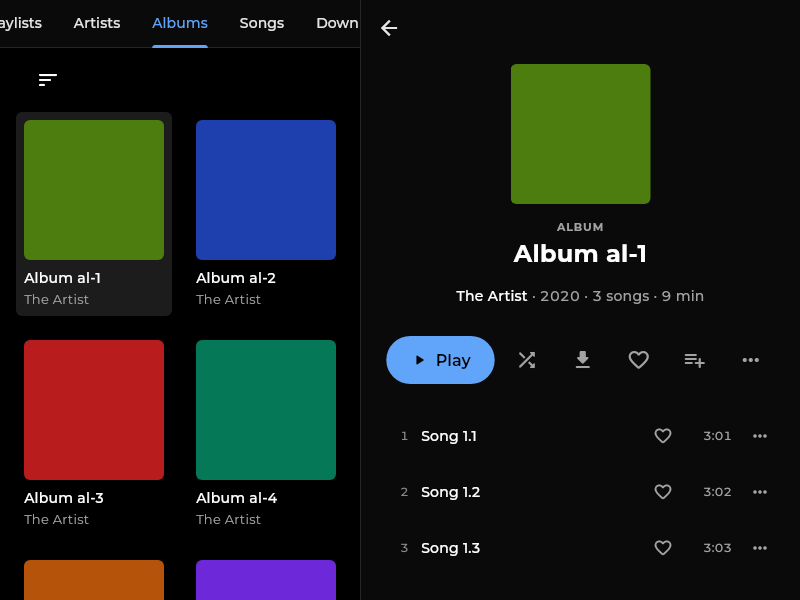 aylists Artists Albums Songs Down
Album al-1
The Artist
Album al-2
The Artist
Album al-3
The Artist
Album al-4
The Artist
ALBUM
Album al-1
The Artist · 2020 · 3 songs · 9 min
Play
1 Song 1.1 3:01
2 Song 1.2 3:02
3 Song 1.3 3:03